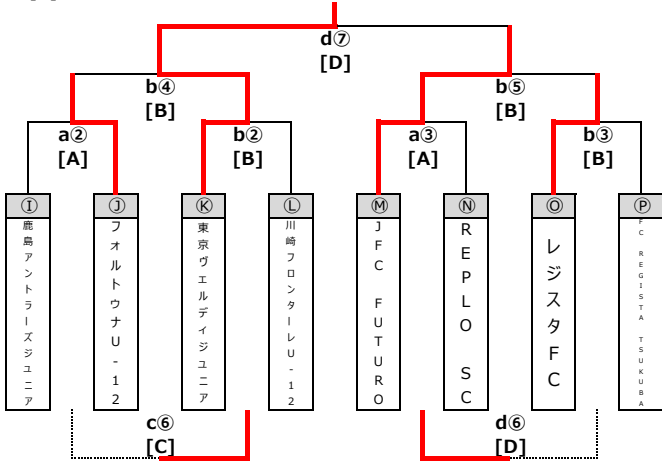 d⑦
[D]
b④
[B]
b⑤
[B]
a②
[A]
b②
[B]
a③
[A]
b③
[B]
Ⓘ
Ⓙ
Ⓚ
Ⓛ
Ⓜ
Ⓝ
Ⓞ
Ⓟ
鹿島アントラーズジュニア
フォルトゥナU-12
東京ヴェルディジュニア
川崎フロンターレU-12
JFC FUTURO
REPLO SC
レジスタFC
FC REGISTA TSUKUBA
c⑥
[C]
d⑥
[D]